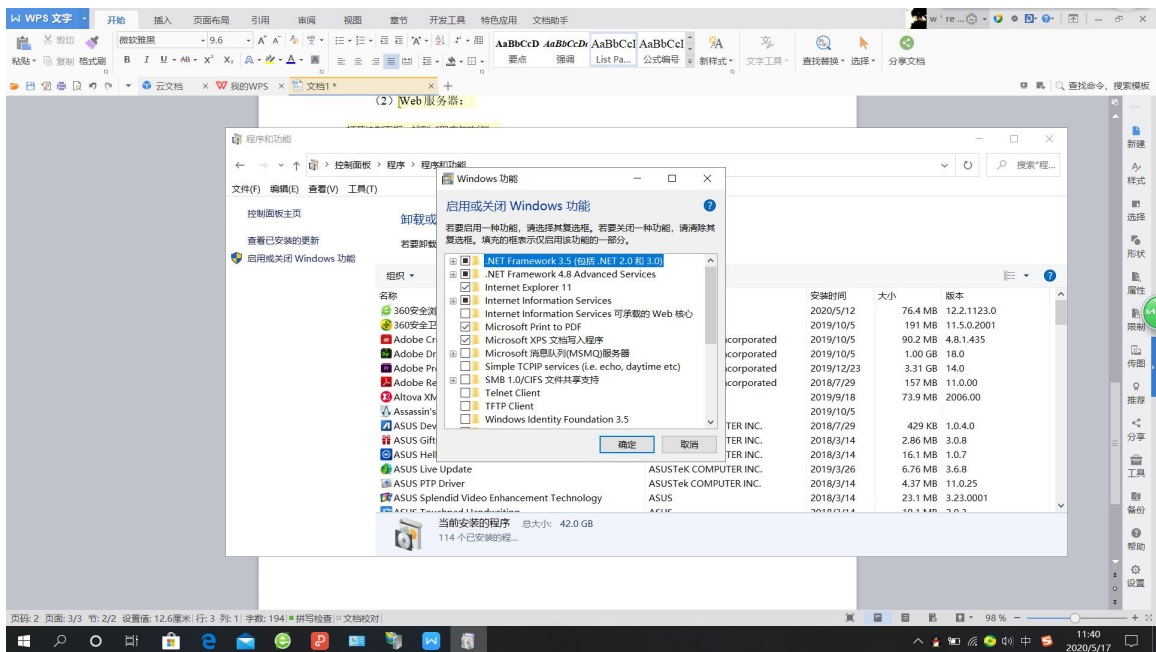 WPS 文字
开始 插入 页面布局 引用 审阅 视图 章节 开发工具 特色应用 文档助手
w ' re ...
剪切
微软雅黑 9.6
AaBbCcD AaBbCcD AaBbCcI AaBbCcI
粘贴 复制 格式刷
B I U AB X² X₂ A A
要点 强调 List Pa... 公式编号 新样式 文字工具 查找替换 选择 分享文档
云文档 × 我的WPS × 文档1 * × +
查找命令、搜索模板
（2）Web 服务器：
程序和功能
控制面板 > 程序 > 程序和功能
搜索"程...
文件(F) 编辑(E) 查看(V) 工具(T)
控制面板主页
查看已安装的更新
启用或关闭 Windows 功能
卸载或
若要卸载
组织
名称 安装时间 大小 版本
360安全浏 2020/5/12 76.4 MB 12.2.1123.0
360安全卫 2019/10/5 191 MB 11.5.0.2001
Adobe Cr corporated 2019/10/5 90.2 MB 4.8.1.435
Adobe Dr corporated 2019/10/5 1.00 GB 18.0
Adobe Pr corporated 2019/12/23 3.31 GB 14.0
Adobe Re corporated 2018/7/29 157 MB 11.0.00
Altova XM 2019/9/18 73.9 MB 2006.00
Assassin's 2019/10/5
ASUS Dev TER INC. 2018/7/29 429 KB 1.0.4.0
ASUS Gift TER INC. 2018/3/14 2.86 MB 3.0.8
ASUS Hell TER INC. 2018/3/14 16.1 MB 1.0.7
ASUS Live Update ASUSTeK COMPUTER INC. 2019/3/26 6.76 MB 3.6.8
ASUS PTP Driver ASUSTek COMPUTER INC. 2018/3/14 4.37 MB 11.0.25
ASUS Splendid Video Enhancement Technology ASUS 2018/3/14 23.1 MB 3.23.0001
当前安装的程序 总大小: 42.0 GB
114 个已安装的程...
Windows 功能
启用或关闭 Windows 功能
若要启用一种功能，请选择其复选框。若要关闭一种功能，请清除其
复选框。填充的框表示仅启用该功能的一部分。
.NET Framework 3.5 (包括 .NET 2.0 和 3.0)
.NET Framework 4.8 Advanced Services
Internet Explorer 11
Internet Information Services
Internet Information Services 可承载的 Web 核心
Microsoft Print to PDF
Microsoft XPS 文档写入程序
Microsoft 消息队列(MSMQ)服务器
Simple TCPIP services (i.e. echo, daytime etc)
SMB 1.0/CIFS 文件共享支持
Telnet Client
TFTP Client
Windows Identity Foundation 3.5
确定 取消
新建
样式
选择
形状
属性
64
限制
传图
推荐
分享
工具
备份
帮助
设置
页码: 2 页面: 3/3 节: 2/2 设置值: 12.6厘米 行: 3 列: 1 字数: 194 拼写检查 文档校对
98 %
中
11:40
2020/5/17